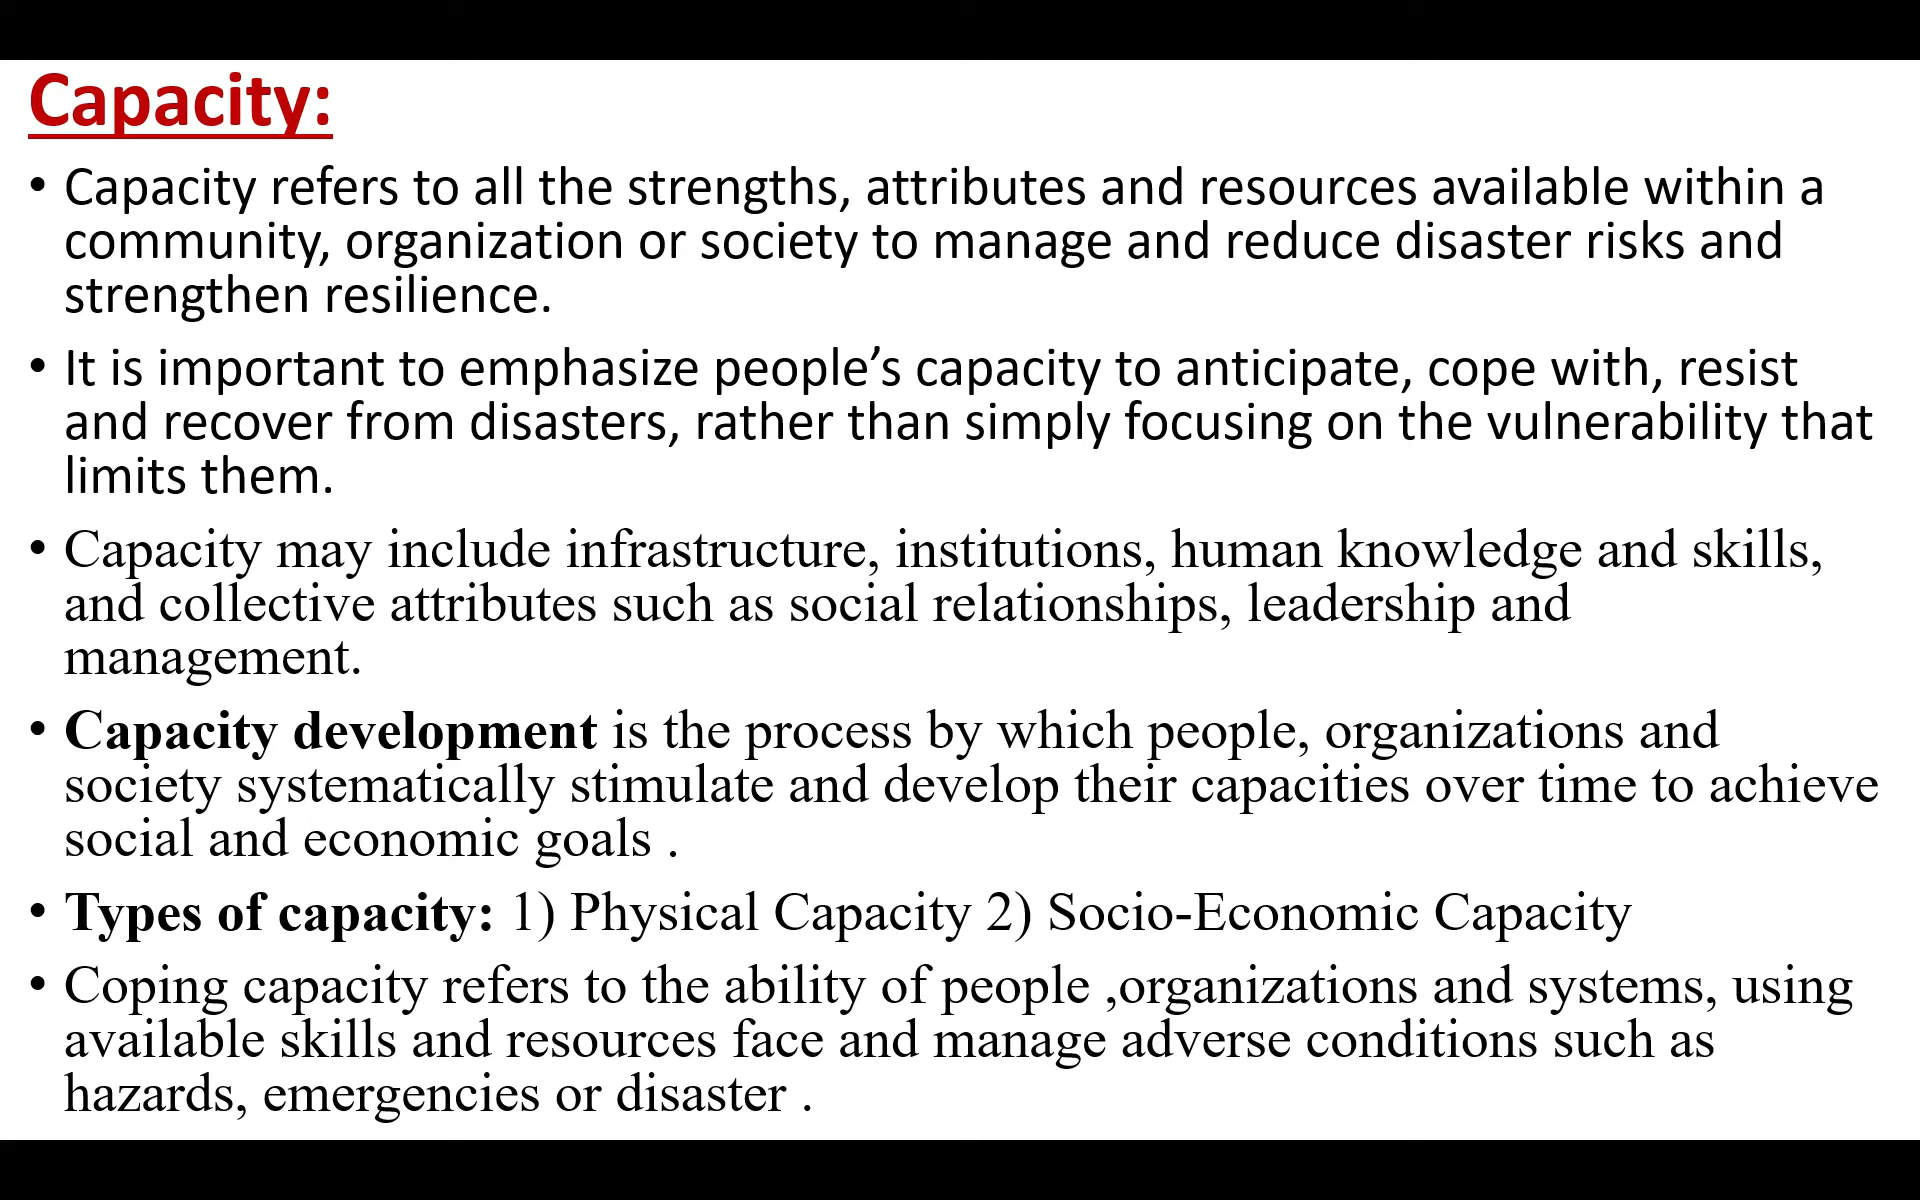 Capacity:
• Capacity refers to all the strengths, attributes and resources available within a
community, organization or society to manage and reduce disaster risks and
strengthen resilience.
• It is important to emphasize people’s capacity to anticipate, cope with, resist
and recover from disasters, rather than simply focusing on the vulnerability that
limits them.
• Capacity may include infrastructure, institutions, human knowledge and skills,
and collective attributes such as social relationships, leadership and
management.
• Capacity development is the process by which people, organizations and
society systematically stimulate and develop their capacities over time to achieve
social and economic goals .
• Types of capacity: 1) Physical Capacity 2) Socio-Economic Capacity
• Coping capacity refers to the ability of people ,organizations and systems, using
available skills and resources face and manage adverse conditions such as
hazards, emergencies or disaster .